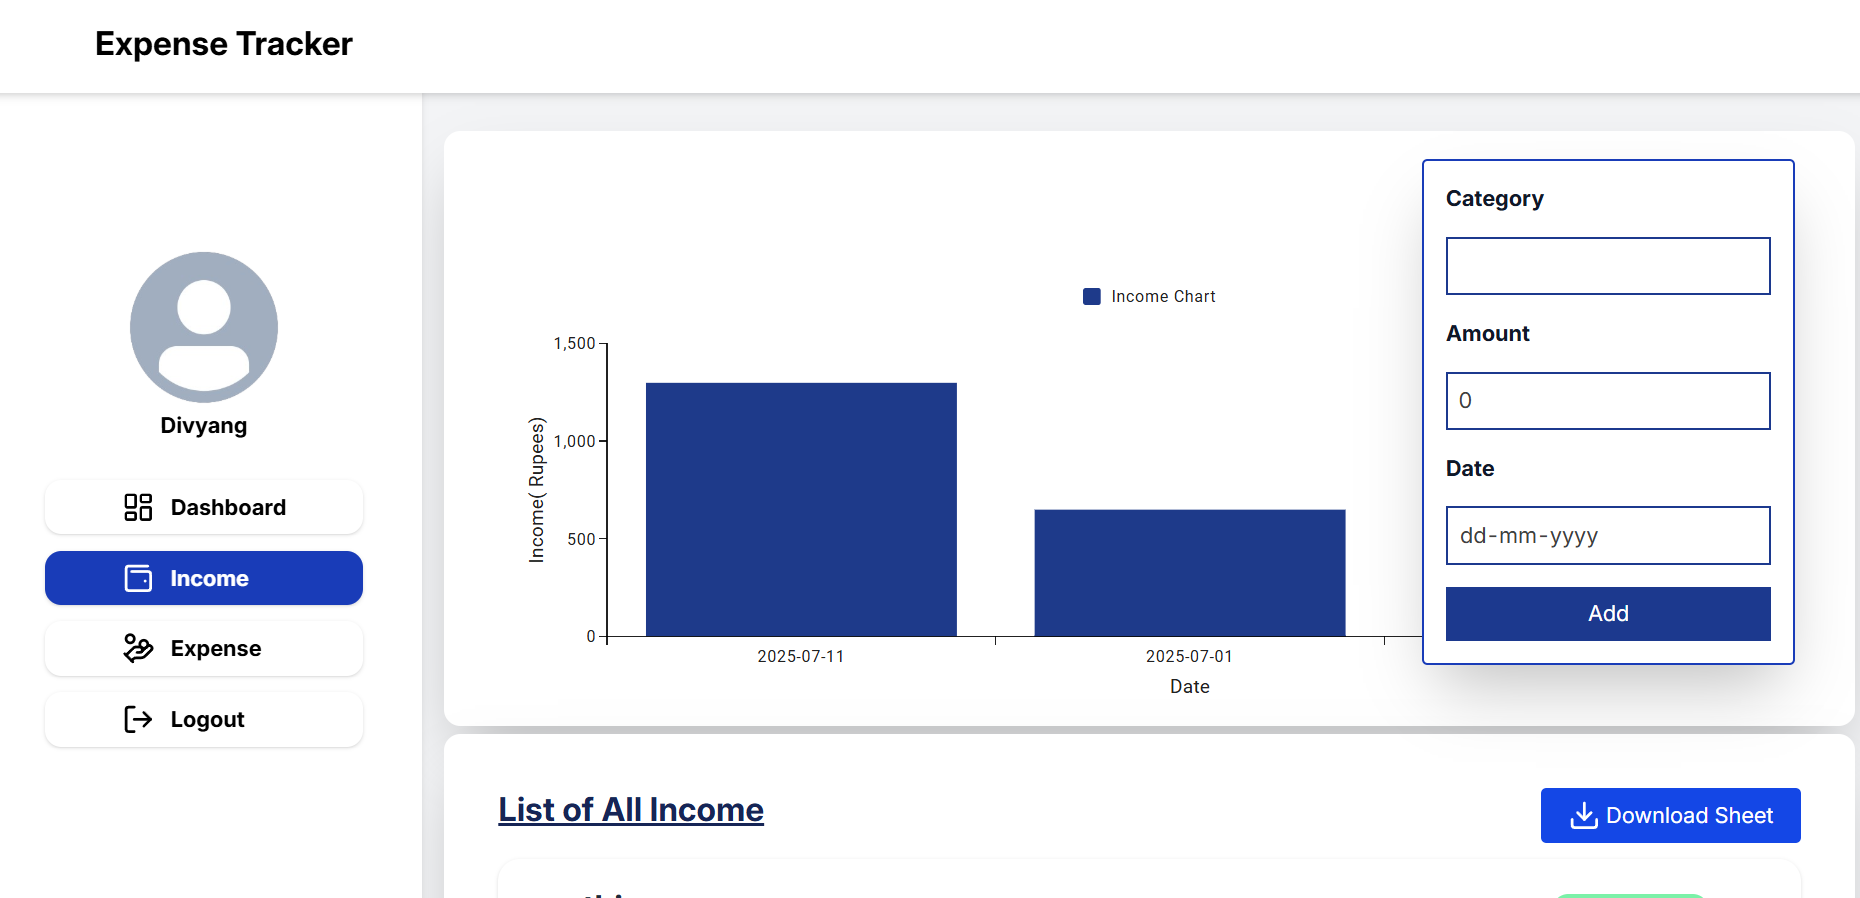 Expense Tracker
Divyang
Dashboard
Income
Expense
Logout
Income Chart
1,500
1,000
500
0
Income( Rupees)
2025-07-11
2025-07-01
Date
Category
Amount
0
Date
dd-mm-yyyy
Add
List of All Income
Download Sheet